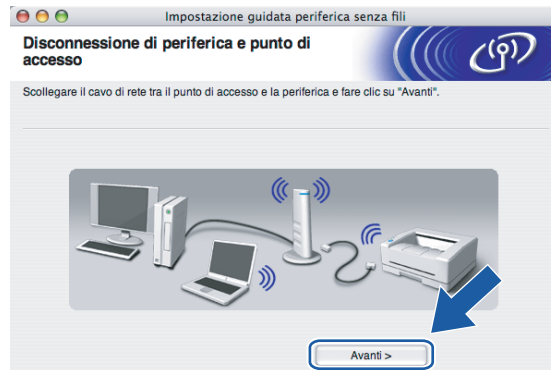 Impostazione guidata periferica senza fili
Disconnessione di periferica e punto di
accesso
Scollegare il cavo di rete tra il punto di accesso e la periferica e fare clic su "Avanti".
Avanti >